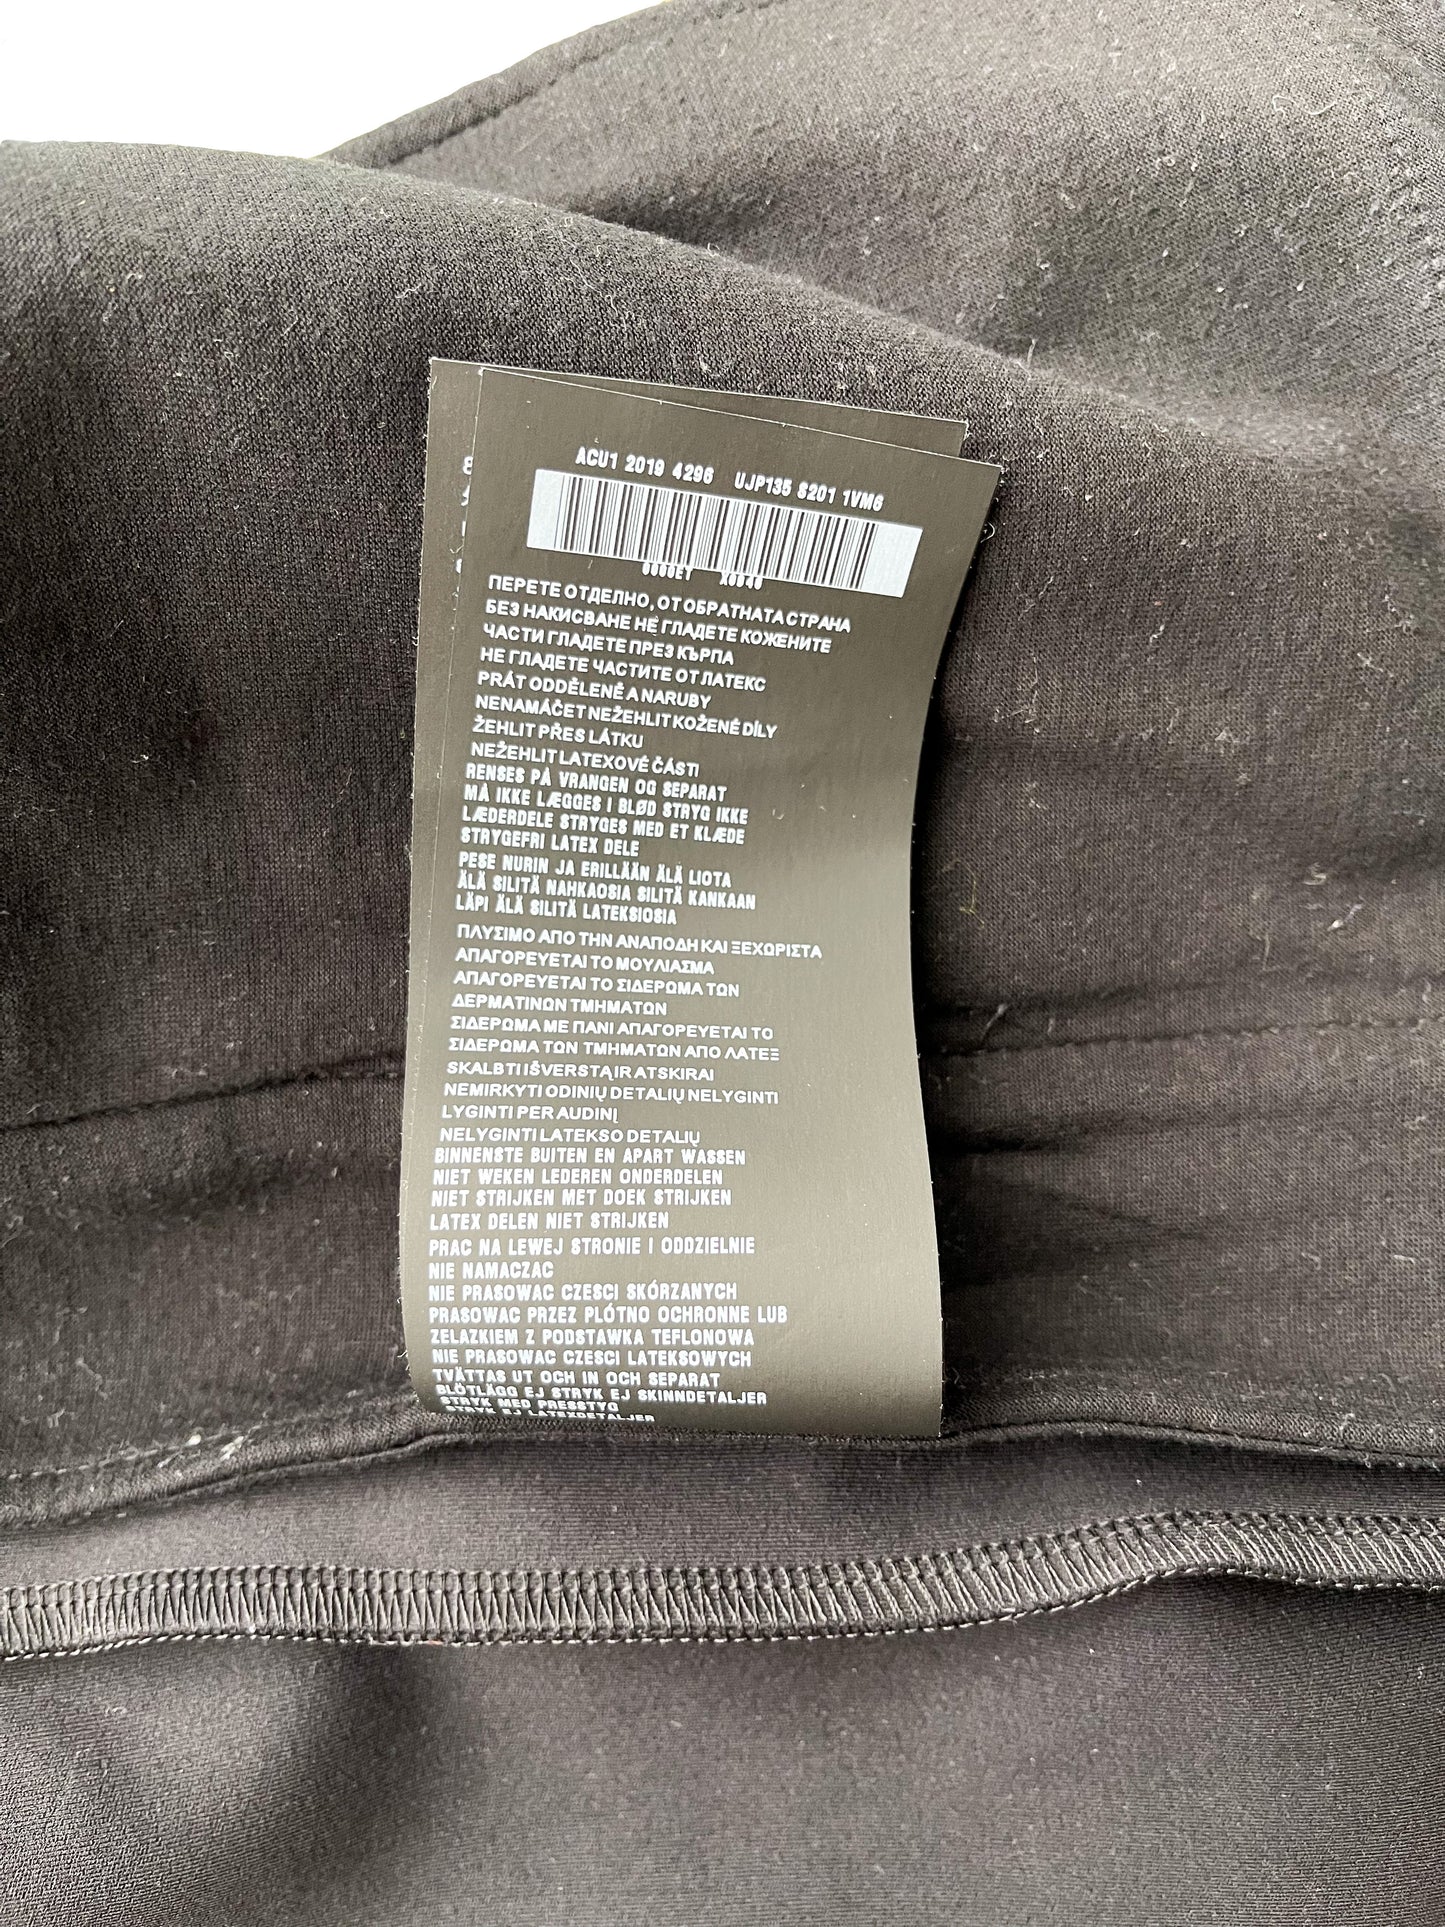 ACU1 2019 4296 UJP135 S201 1VM6
ПЕРЕТЕ ОТДЕЛНО, ОТ ОБРАТНАТА СТРАНА
БЕЗ НАКИСВАНЕ НЕ ГЛАДЕТЕ КОЖЕНИТЕ
ЧАСТИ ГЛАДЕТЕ ПРЕЗ КЪРПА
НЕ ГЛАДЕТЕ ЧАСТИТЕ ОТ ЛАТЕКС
PRÁT ODDĚLENĚ A NARUBY
NENAMÁČET NEŽEHLIT KOŽENÉ DÍLY
ŽEHLIT PŘES LÁTKU
NEŽEHLIT LATEXOVÉ ČÁSTI
RENSES PÅ VRANGEN OG SEPARAT
MÅ IKKE LÆGGES I BLØD STRYG IKKE
LÆDERDELE STRYGES MED ET KLÆDE
STRYGEFRI LATEX DELE
PESE NURIN JA ERILLÄÄN ÄLÄ LIOTA
ÄLÄ SILITÄ NAHKAOSIA SILITÄ KANKAAN
LÄPI ÄLÄ SILITÄ LATEKSIOSIA
ΠΛΥΣΙΜΟ ΑΠΟ ΤΗΝ ΑΝΑΠΟΔΗ ΚΑΙ ΞΕΧΩΡΙΣΤΑ
ΑΠΑΓΟΡΕΥΕΤΑΙ ΤΟ ΜΟΥΛΙΑΣΜΑ
ΑΠΑΓΟΡΕΥΕΤΑΙ ΤΟ ΣΙΔΕΡΩΜΑ ΤΩΝ
ΔΕΡΜΑΤΙΝΩΝ ΤΜΗΜΑΤΩΝ
ΣΙΔΕΡΩΜΑ ΜΕ ΠΑΝΙ ΑΠΑΓΟΡΕΥΕΤΑΙ ΤΟ
ΣΙΔΕΡΩΜΑ ΤΩΝ ΤΜΗΜΑΤΩΝ ΑΠΟ ΛΑΤΕΞ
SKALBTI IŠVERSTĄ IR ATSKIRAI
NEMIRKYTI ODINIŲ DETALIŲ NELYGINTI
LYGINTI PER AUDINĮ
NELYGINTI LATEKSO DETALIŲ
BINNENSTE BUITEN EN APART WASSEN
NIET WEKEN LEDEREN ONDERDELEN
NIET STRIJKEN MET DOEK STRIJKEN
LATEX DELEN NIET STRIJKEN
PRAC NA LEWEJ STRONIE I ODDZIELNIE
NIE NAMACZAC
NIE PRASOWAC CZESCI SKÓRZANYCH
PRASOWAC PRZEZ PLÓTNO OCHRONNE LUB
ZELAZKIEM Z PODSTAWKA TEFLONOWA
NIE PRASOWAC CZESCI LATEKSOWYCH
TVÄTTAS UT OCH IN OCH SEPARAT
BLÖTLÄGG EJ STRYK EJ SKINNDETALJER
STRYK MED PRESSTYG
STRYK EJ LATEXDETALJER